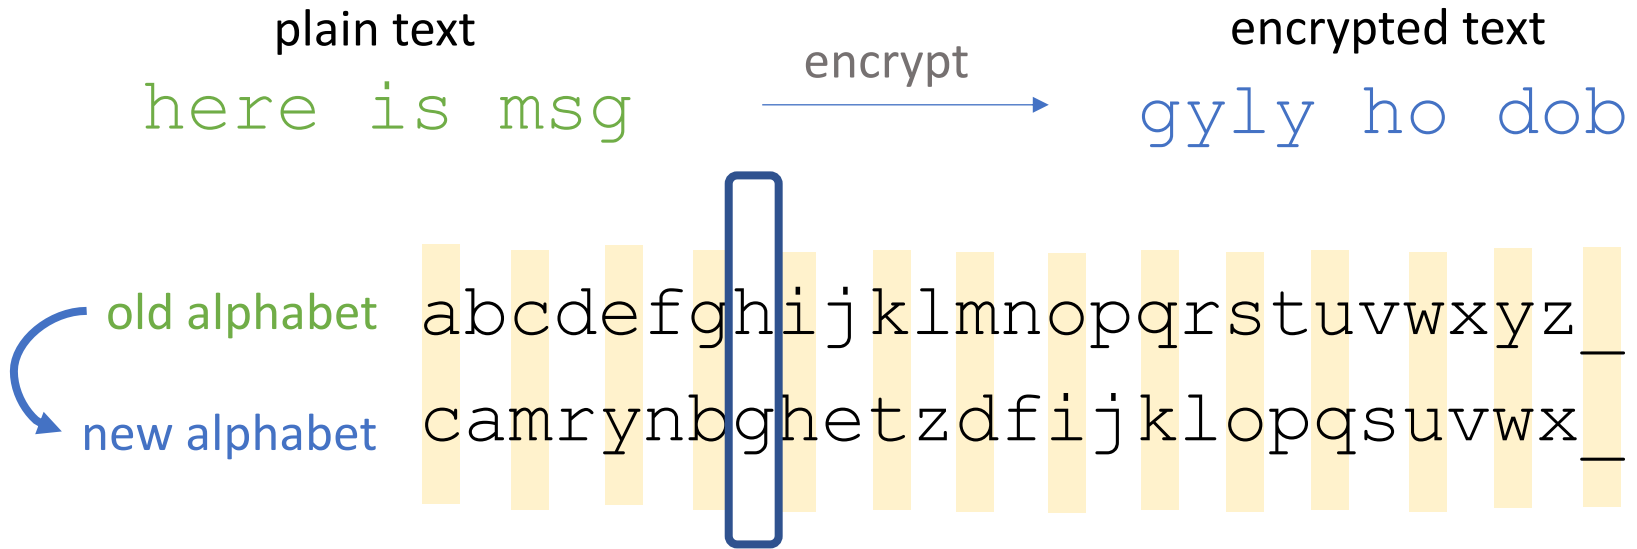 plain text
encrypt
encrypted text
here is msg
gyly ho dob
old alphabet
abcdefghijklmnopqrstuvwxyz_
new alphabet
camrynbghetzdfijklopqsuvwx_